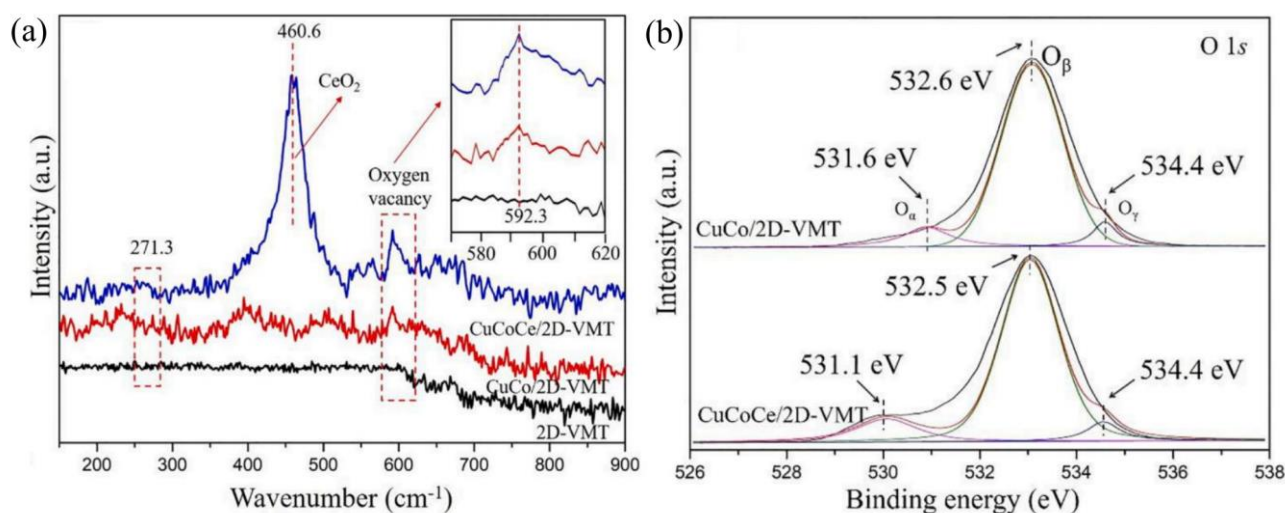 (a)
460.6
CeO₂
Oxygen
vacancy
592.3
580 600 620
271.3
CuCoCe/2D-VMT
CuCo/2D-VMT
2D-VMT
Intensity (a.u.)
200 300 400 500 600 700 800 900
Wavenumber (cm⁻¹)
(b)
O 1s
532.6 eV
Oβ
531.6 eV
534.4 eV
Oα
Oγ
CuCo/2D-VMT
532.5 eV
531.1 eV
534.4 eV
CuCoCe/2D-VMT
Intensity (a.u.)
526 528 530 532 534 536 538
Binding energy (eV)